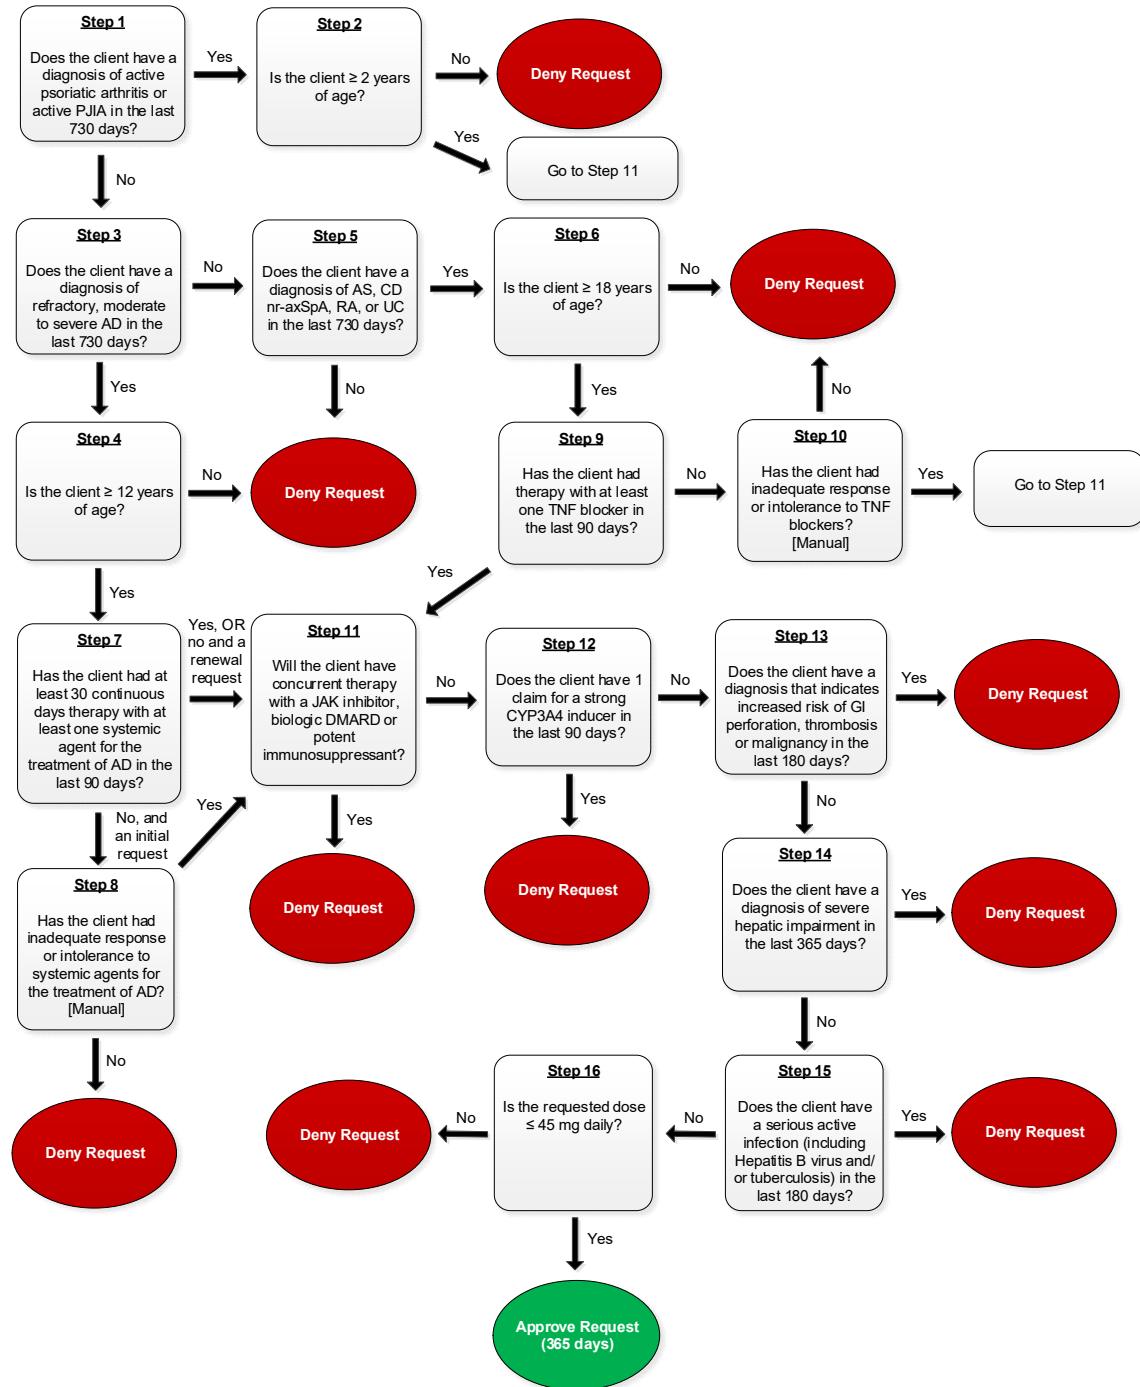 Step 1
Does the client have a
diagnosis of active
psoriatic arthritis or
active PJIA in the last
730 days?
Yes
Step 2
Is the client ≥ 2 years
of age?
No
Deny Request
Yes
Go to Step 11
No
Step 3
Does the client have a
diagnosis of
refractory, moderate
to severe AD in the
last 730 days?
No
Step 5
Does the client have a
diagnosis of AS, CD
nr-axSpA, RA, or UC
in the last 730 days?
Yes
Step 6
Is the client ≥ 18 years
of age?
No
Deny Request
Yes
No
Yes
No
Step 4
Is the client ≥ 12 years
of age?
No
Deny Request
Step 9
Has the client had
therapy with at least
one TNF blocker in
the last 90 days?
No
Step 10
Has the client had
inadequate response
or intolerance to TNF
blockers?
[Manual]
Yes
Go to Step 11
Yes
Yes
Step 7
Has the client had at
least 30 continuous
days therapy with at
least one systemic
agent for the
treatment of AD in
the last 90 days?
Yes, OR
no and a
renewal
request
Step 11
Will the client have
concurrent therapy
with a JAK inhibitor,
biologic DMARD or
potent
immunosuppressant?
No
Step 12
Does the client have 1
claim for a strong
CYP3A4 inducer in
the last 90 days?
No
Step 13
Does the client have a
diagnosis that indicates
increased risk of GI
perforation, thrombosis
or malignancy in the
last 180 days?
Yes
Deny Request
No, and
an initial
request
Yes
Yes
Yes
No
Step 8
Has the client had
inadequate response
or intolerance to
systemic agents for
the treatment of AD?
[Manual]
Deny Request
Deny Request
Step 14
Does the client have a
diagnosis of severe
hepatic impairment in
the last 365 days?
Yes
Deny Request
No
No
Deny Request
Deny Request
No
Step 16
Is the requested dose
≤ 45 mg daily?
No
Step 15
Does the client have
a serious active
infection (including
Hepatitis B virus and/
or tuberculosis) in the
last 180 days?
Yes
Deny Request
Yes
Approve Request
(365 days)